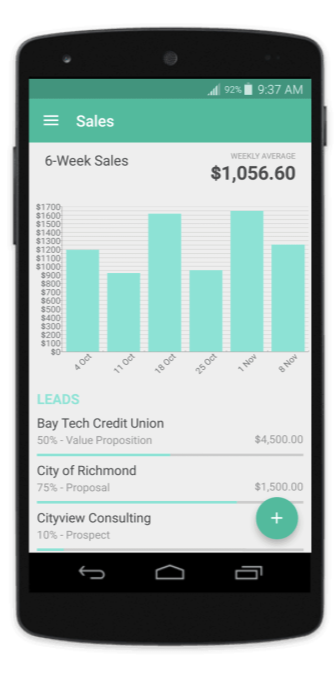 92% 9:37 AM
Sales
6-Week Sales
WEEKLY AVERAGE
$1,056.60
$1700
$1600
$1500
$1400
$1300
$1200
$1100
$1000
$900
$800
$700
$600
$500
$400
$300
$200
$100
$0
4 Oct 11 Oct 18 Oct 25 Oct 1 Nov 8 Nov
LEADS
Bay Tech Credit Union
50% - Value Proposition $4,500.00
City of Richmond
75% - Proposal $1,500.00
Cityview Consulting
10% - Prospect
+